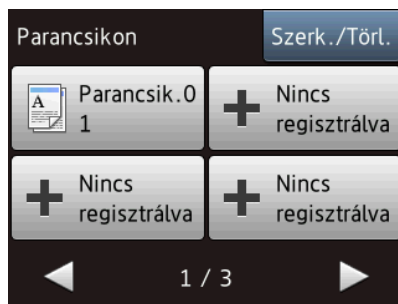 Parancsikon
Szerk./Törl.
Parancsik.0
1
Nincs
regisztrálva
Nincs
regisztrálva
Nincs
regisztrálva
1 / 3